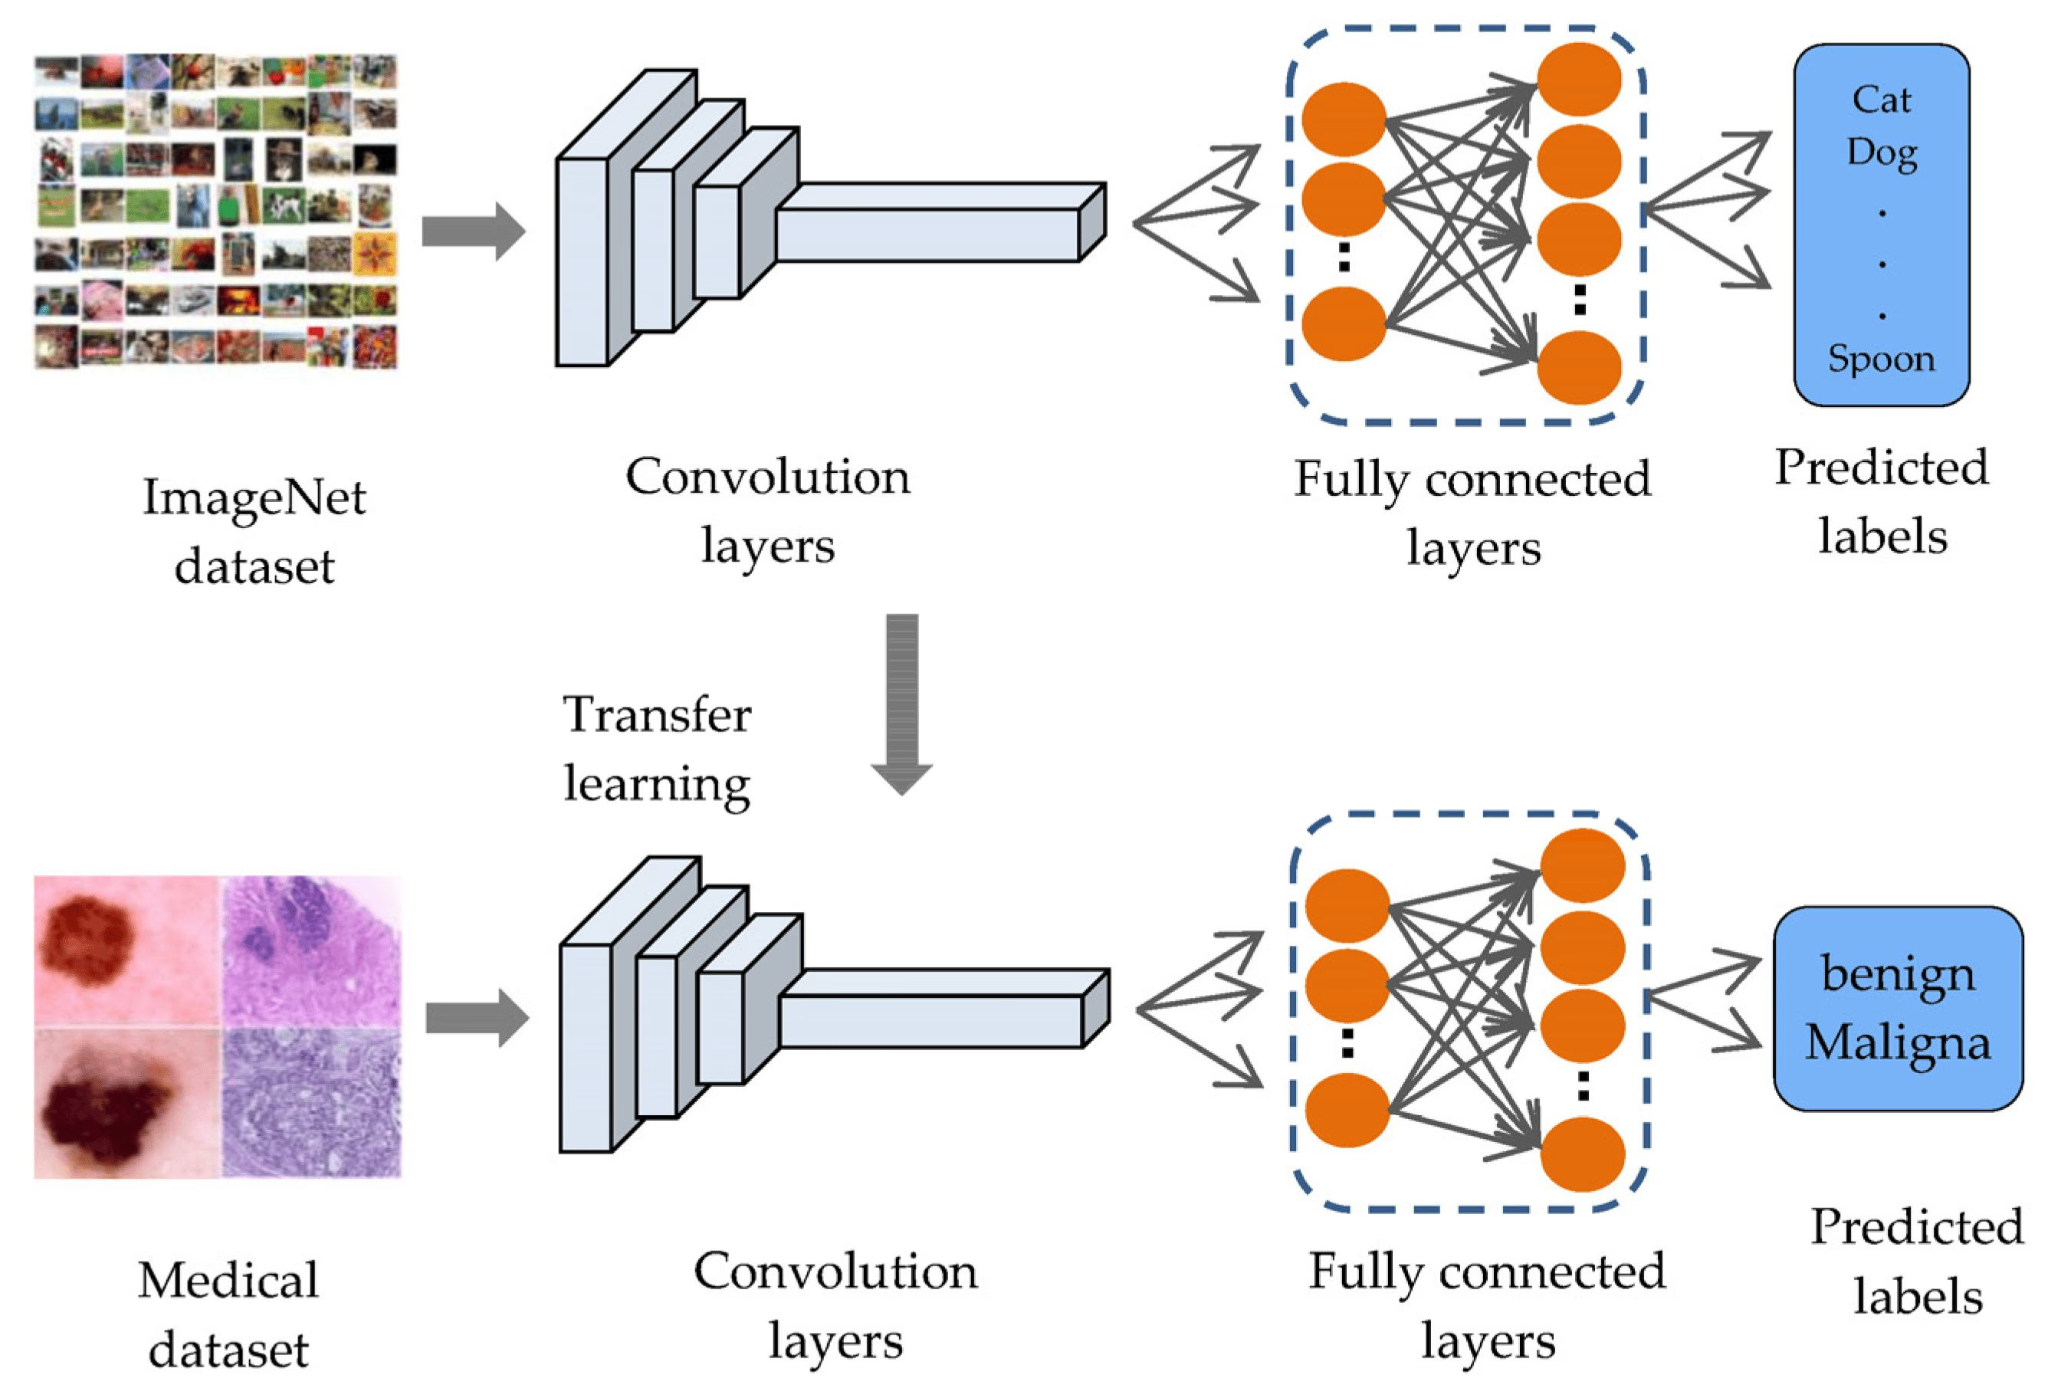 Cat
Dog
.
.
.
Spoon
ImageNet
dataset
Convolution
layers
Fully connected
layers
Predicted
labels
Transfer
learning
benign
Maligna
Medical
dataset
Convolution
layers
Fully connected
layers
Predicted
labels